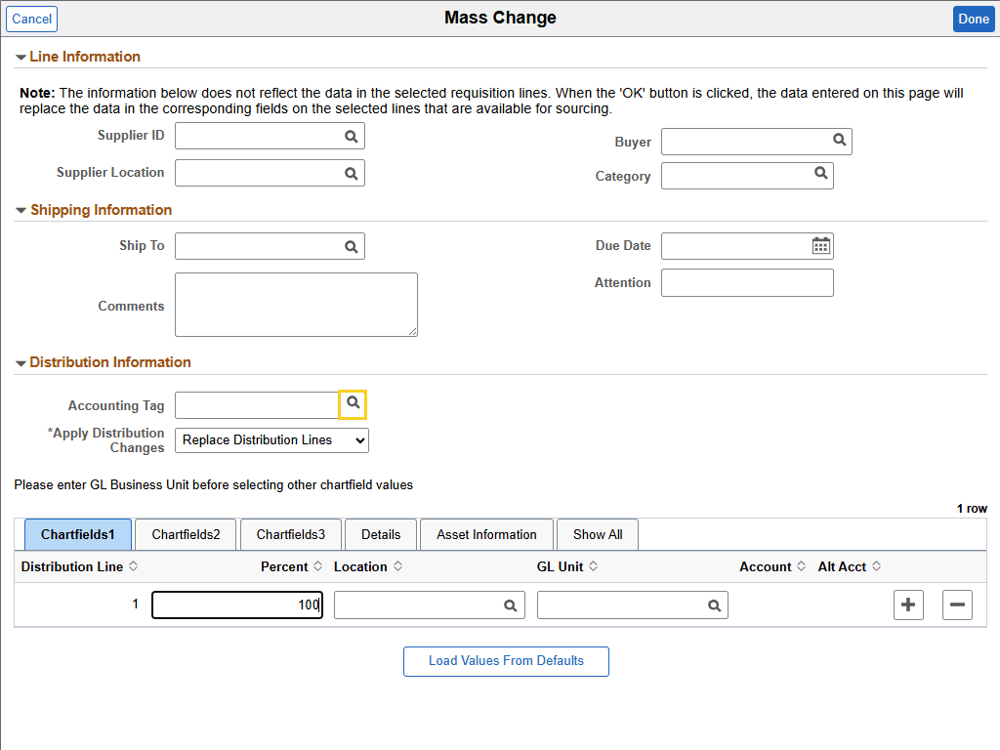 Cancel
Mass Change
Done
Line Information
Note: The information below does not reflect the data in the selected requisition lines. When the 'OK' button is clicked, the data entered on this page will
replace the data in the corresponding fields on the selected lines that are available for sourcing.
Supplier ID
Buyer
Supplier Location
Category
Shipping Information
Ship To
Due Date
Attention
Comments
Distribution Information
Accounting Tag
*Apply Distribution
Changes
Replace Distribution Lines
Please enter GL Business Unit before selecting other chartfield values
1 row
Chartfields1 Chartfields2 Chartfields3 Details Asset Information Show All
Distribution Line Percent Location GL Unit Account Alt Acct
1 100
Load Values From Defaults